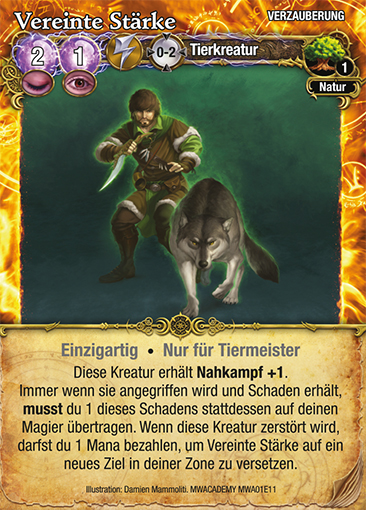 Vereinte Stärke
VERZAUBERUNG
2 1 0-2 Tierkreatur
1
Natur
Einzigartig • Nur für Tiermeister
Diese Kreatur erhält Nahkampf +1.
Immer wenn sie angegriffen wird und Schaden erhält,
musst du 1 dieses Schadens stattdessen auf deinen
Magier übertragen. Wenn diese Kreatur zerstört wird,
darfst du 1 Mana bezahlen, um Vereinte Stärke auf ein
neues Ziel in deiner Zone zu versetzen.
Illustration: Damien Mammoliti. MWACADEMY MWA01E11